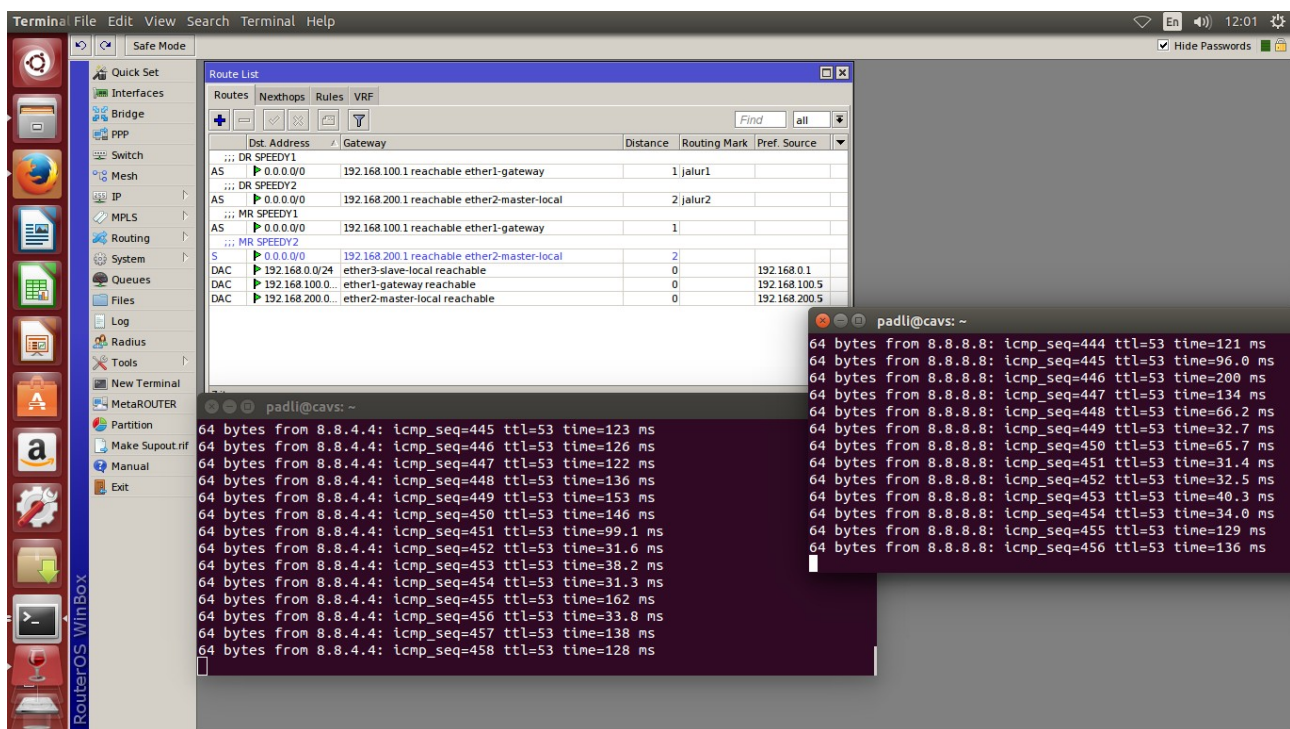 Terminal File Edit View Search Terminal Help
En 12:01
Safe Mode
Hide Passwords
RouterOS WinBox
Quick Set
Interfaces
Bridge
PPP
Switch
Mesh
IP
MPLS
Routing
System
Queues
Files
Log
Radius
Tools
New Terminal
MetaROUTER
Partition
Make Supout.rif
Manual
Exit
Route List
Routes Nexthops Rules VRF
Find all
Dst. Address Gateway Distance Routing Mark Pref. Source
;;; DR SPEEDY1
AS 0.0.0.0/0 192.168.100.1 reachable ether1-gateway 1 jalur1
;;; DR SPEEDY2
AS 0.0.0.0/0 192.168.200.1 reachable ether2-master-local 2 jalur2
;;; MR SPEEDY1
AS 0.0.0.0/0 192.168.100.1 reachable ether1-gateway 1
;;; MR SPEEDY2
S 0.0.0.0/0 192.168.200.1 reachable ether2-master-local 2
DAC 192.168.0.0/24 ether3-slave-local reachable 0 192.168.0.1
DAC 192.168.100.0... ether1-gateway reachable 0 192.168.100.5
DAC 192.168.200.0... ether2-master-local reachable 0 192.168.200.5
padli@cavs: ~
64 bytes from 8.8.4.4: icmp_seq=445 ttl=53 time=123 ms
64 bytes from 8.8.4.4: icmp_seq=446 ttl=53 time=126 ms
64 bytes from 8.8.4.4: icmp_seq=447 ttl=53 time=122 ms
64 bytes from 8.8.4.4: icmp_seq=448 ttl=53 time=136 ms
64 bytes from 8.8.4.4: icmp_seq=449 ttl=53 time=153 ms
64 bytes from 8.8.4.4: icmp_seq=450 ttl=53 time=146 ms
64 bytes from 8.8.4.4: icmp_seq=451 ttl=53 time=99.1 ms
64 bytes from 8.8.4.4: icmp_seq=452 ttl=53 time=31.6 ms
64 bytes from 8.8.4.4: icmp_seq=453 ttl=53 time=38.2 ms
64 bytes from 8.8.4.4: icmp_seq=454 ttl=53 time=31.3 ms
64 bytes from 8.8.4.4: icmp_seq=455 ttl=53 time=162 ms
64 bytes from 8.8.4.4: icmp_seq=456 ttl=53 time=33.8 ms
64 bytes from 8.8.4.4: icmp_seq=457 ttl=53 time=138 ms
64 bytes from 8.8.4.4: icmp_seq=458 ttl=53 time=128 ms
padli@cavs: ~
64 bytes from 8.8.8.8: icmp_seq=444 ttl=53 time=121 ms
64 bytes from 8.8.8.8: icmp_seq=445 ttl=53 time=96.0 ms
64 bytes from 8.8.8.8: icmp_seq=446 ttl=53 time=200 ms
64 bytes from 8.8.8.8: icmp_seq=447 ttl=53 time=134 ms
64 bytes from 8.8.8.8: icmp_seq=448 ttl=53 time=66.2 ms
64 bytes from 8.8.8.8: icmp_seq=449 ttl=53 time=32.7 ms
64 bytes from 8.8.8.8: icmp_seq=450 ttl=53 time=65.7 ms
64 bytes from 8.8.8.8: icmp_seq=451 ttl=53 time=31.4 ms
64 bytes from 8.8.8.8: icmp_seq=452 ttl=53 time=32.5 ms
64 bytes from 8.8.8.8: icmp_seq=453 ttl=53 time=40.3 ms
64 bytes from 8.8.8.8: icmp_seq=454 ttl=53 time=34.0 ms
64 bytes from 8.8.8.8: icmp_seq=455 ttl=53 time=129 ms
64 bytes from 8.8.8.8: icmp_seq=456 ttl=53 time=136 ms